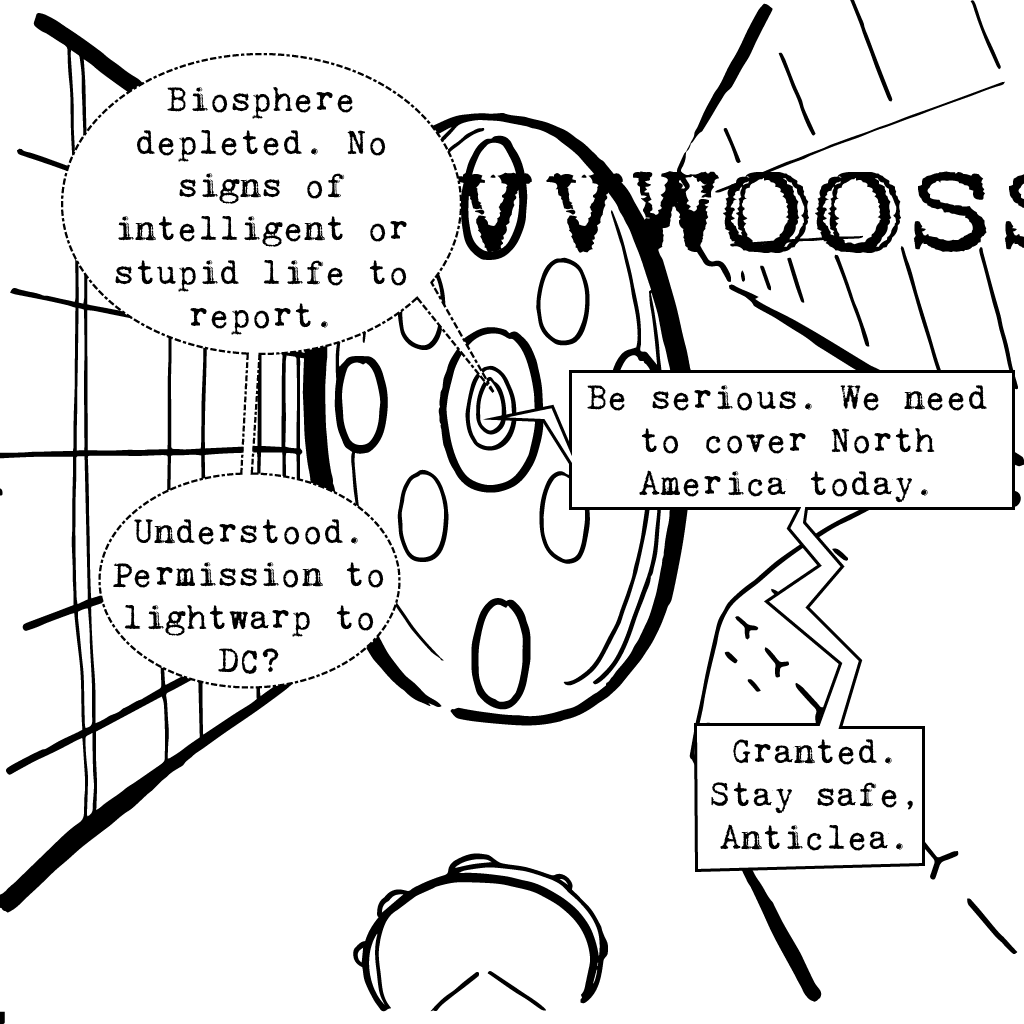 Biosphere
depleted. No
signs of
intelligent or
stupid life to
report.
VVWOOSS
Be serious. We need
to cover North
America today.
Understood.
Permission to
lightwarp to
DC?
Granted.
Stay safe,
Anticlea.